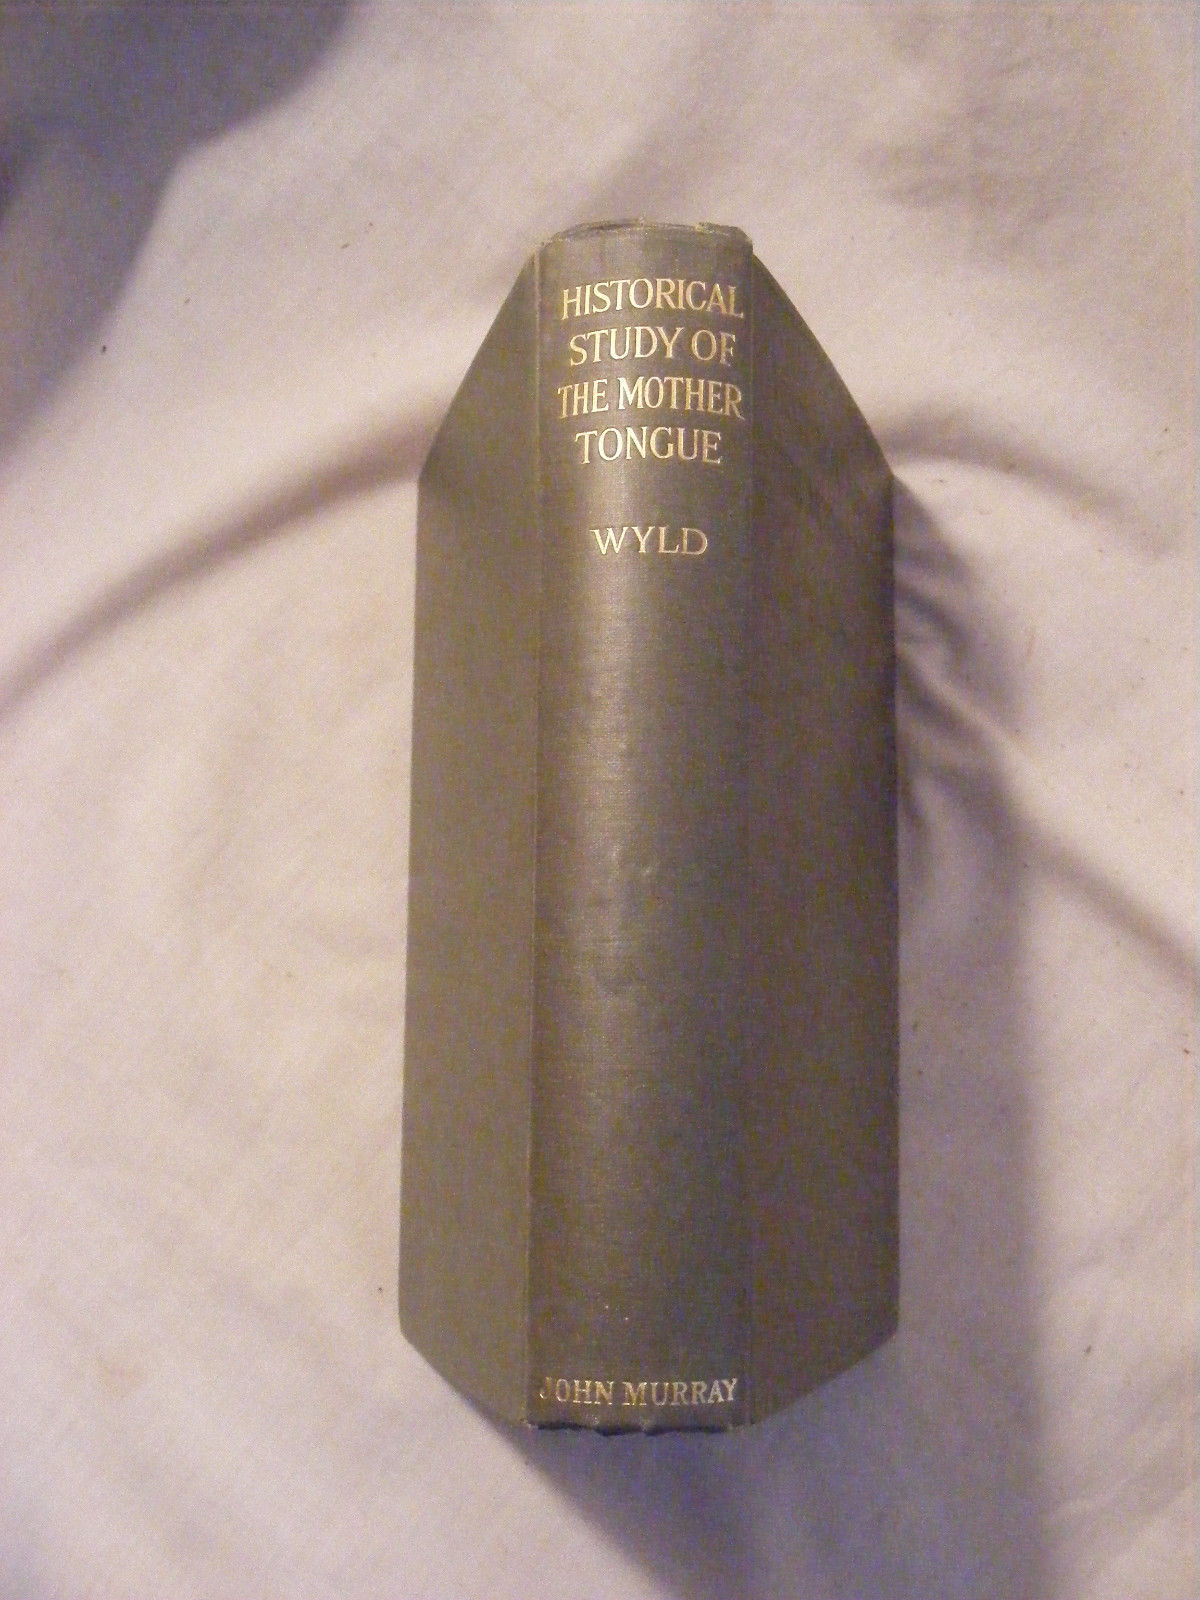 HISTORICAL
STUDY OF
THE MOTHER
TONGUE
WYLD
JOHN MURRAY